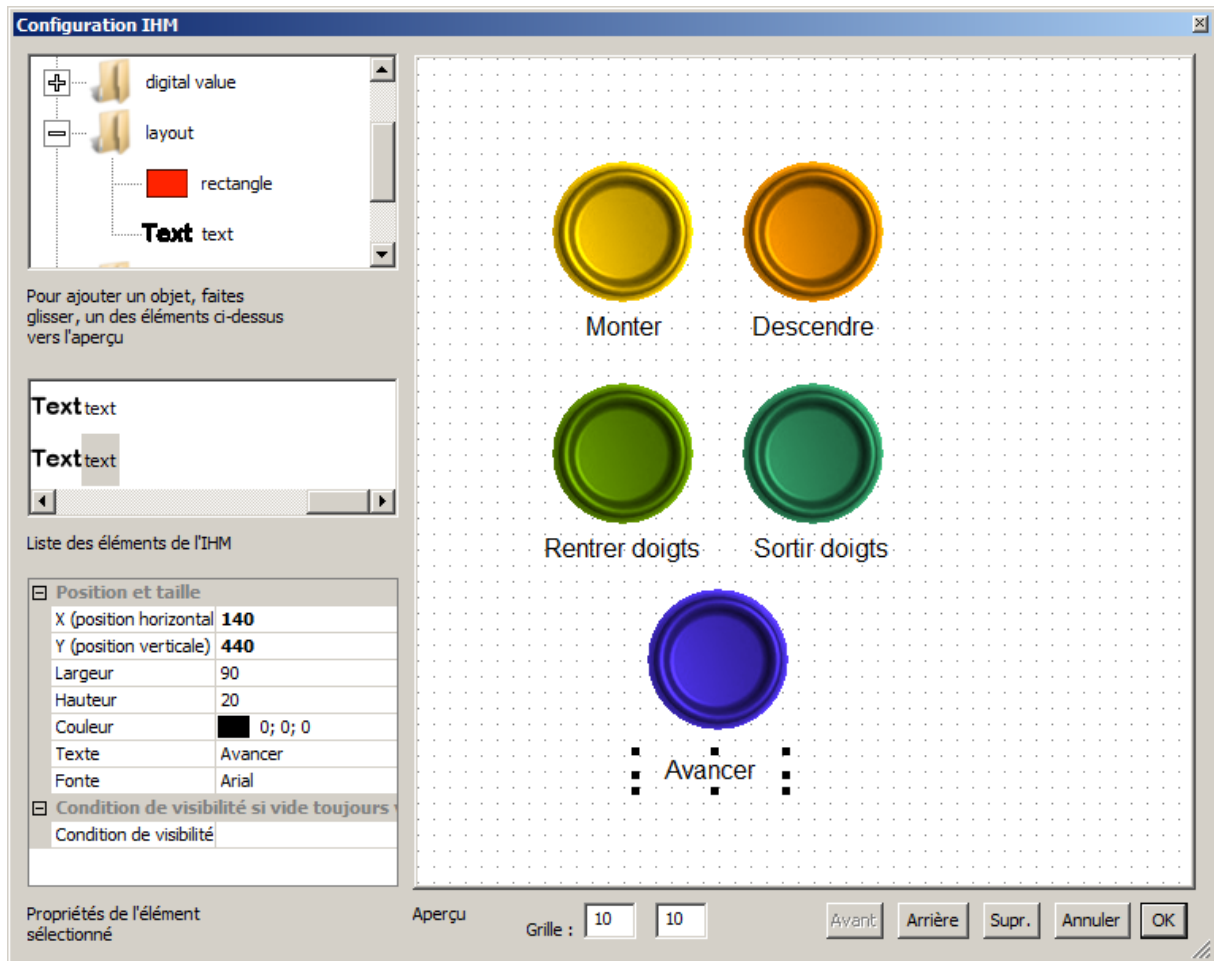 Configuration IHM
digital value
layout
rectangle
Text text
Pour ajouter un objet, faites
glisser, un des éléments ci-dessus
vers l'aperçu
Text text
Text text
Liste des éléments de l'IHM
Position et taille
X (position horizontal 140
Y (position verticale) 440
Largeur 90
Hauteur 20
Couleur 0; 0; 0
Texte Avancer
Fonte Arial
Condition de visibilité si vide toujours v
Condition de visibilité
Propriétés de l'élément
sélectionné
Monter Descendre
Rentrer doigts Sortir doigts
Avancer
Aperçu Grille : 10 10 Avant Arrière Supr. Annuler OK